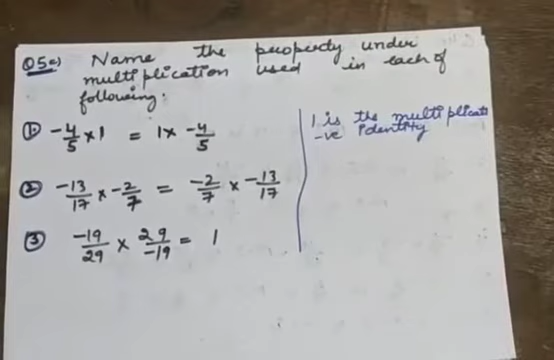 Q5a) Name the property under
multiplication used in each of
following:
① -4/5 × 1 = 1 × -4/5
② -13/17 × -2/7 = -2/7 × -13/17
③ -19/29 × 29/-19 = 1
1 is the multiplicati
-ve identity